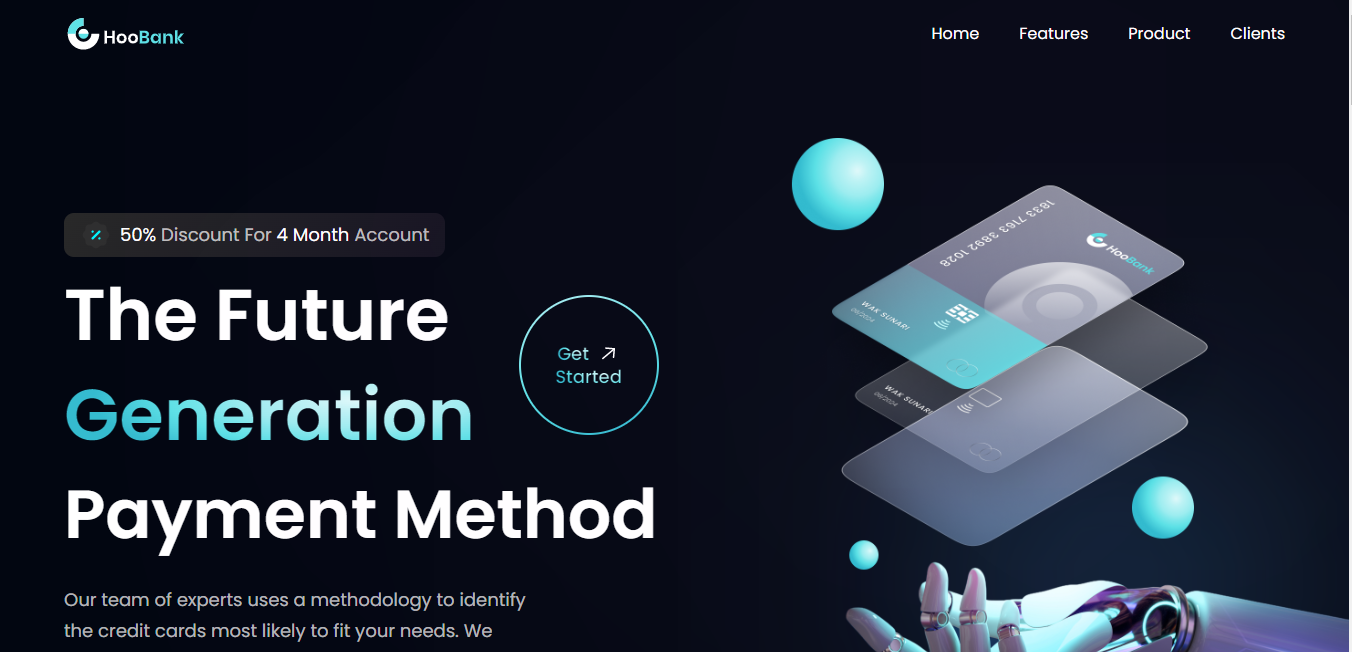 HooBank
Home
Features
Product
Clients
50% Discount For 4 Month Account
The Future
Generation
Payment Method
Get
Started
Our team of experts uses a methodology to identify
the credit cards most likely to fit your needs. We
1833 7163 3892 1028
HooBank
WAK SUNARI
06/2024
WAK SUNARI
06/2024